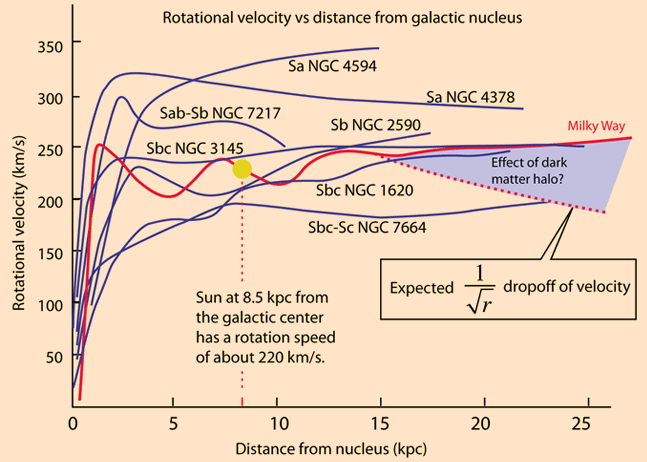 Rotational velocity vs distance from galactic nucleus
Rotational velocity (km/s)
350
300
250
200
150
100
50
0
5
10
15
20
25
Distance from nucleus (kpc)
Sa NGC 4594
Sa NGC 4378
Sab-Sb NGC 7217
Sb NGC 2590
Milky Way
Sbc NGC 3145
Effect of dark
matter halo?
Sbc NGC 1620
Sbc-Sc NGC 7664
Sun at 8.5 kpc from
the galactic center
has a rotation speed
of about 220 km/s.
Expected 1/√r dropoff of velocity